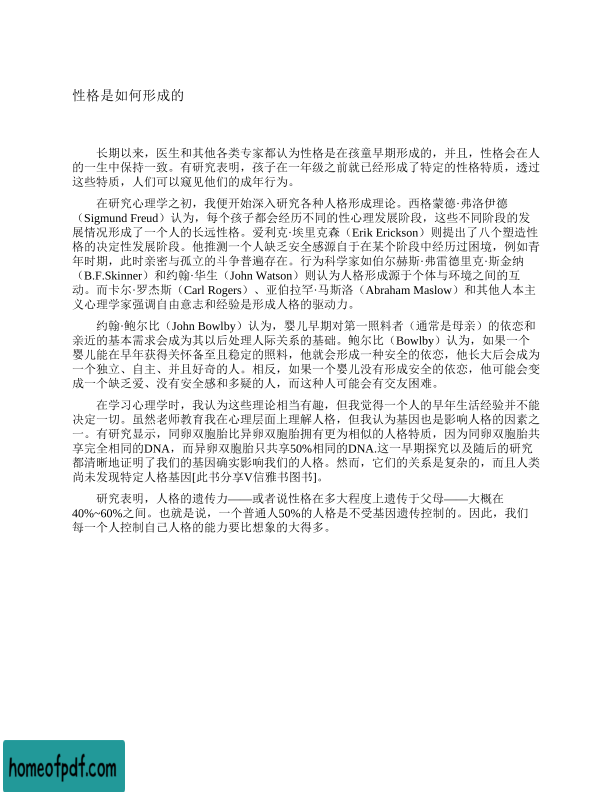 性格是如何形成的
长期以来，医生和其他各类专家都认为性格是在孩童早期形成的，并且，性格会在人
的一生中保持一致。有研究表明，孩子在一年级之前就已经形成了特定的性格特质，透过
这些特质，人们可以窥见他们的成年行为。
在研究心理学之初，我便开始深入研究各种人格形成理论。西格蒙德·弗洛伊德
（Sigmund Freud）认为，每个孩子都会经历不同的性心理发展阶段，这些不同阶段的发
展情况形成了一个人的长远性格。爱利克·埃里克森（Erik Erickson）则提出了八个塑造性
格的决定性发展阶段。他推测一个人缺乏安全感源自于在某个阶段中经历过困境，例如青
年时期，此时亲密与孤立的斗争普遍存在。行为科学家如伯尔赫斯·弗雷德里克·斯金纳
（B.F.Skinner）和约翰·华生（John Watson）则认为人格形成源于个体与环境之间的互
动。而卡尔·罗杰斯（Carl Rogers）、亚伯拉罕·马斯洛（Abraham Maslow）和其他人本主
义心理学家强调自由意志和经验是形成人格的驱动力。
约翰·鲍尔比（John Bowlby）认为，婴儿早期对第一照料者（通常是母亲）的依恋和
亲近的基本需求会成为其以后处理人际关系的基础。鲍尔比（Bowlby）认为，如果一个
婴儿能在早年获得关怀备至且稳定的照料，他就会形成一种安全的依恋，他长大后会成为
一个独立、自主、并且好奇的人。相反，如果一个婴儿没有形成安全的依恋，他可能会变
成一个缺乏爱、没有安全感和多疑的人，而这种人可能会有交友困难。
在学习心理学时，我认为这些理论相当有趣，但我觉得一个人的早年生活经验并不能
决定一切。虽然老师教育我在心理层面上理解人格，但我认为基因也是影响人格的因素之
一。有研究显示，同卵双胞胎比异卵双胞胎拥有更为相似的人格特质，因为同卵双胞胎共
享完全相同的DNA，而异卵双胞胎只共享50%相同的DNA.这一早期探究以及随后的研究
都清晰地证明了我们的基因确实影响我们的人格。然而，它们的关系是复杂的，而且人类
尚未发现特定人格基因[此书分享V信雅书图书]。
研究表明，人格的遗传力——或者说性格在多大程度上遗传于父母——大概在
40%~60%之间。也就是说，一个普通人50%的人格是不受基因遗传控制的。因此，我们
每一个人控制自己人格的能力要比想象的大得多。
homeofpdf.com